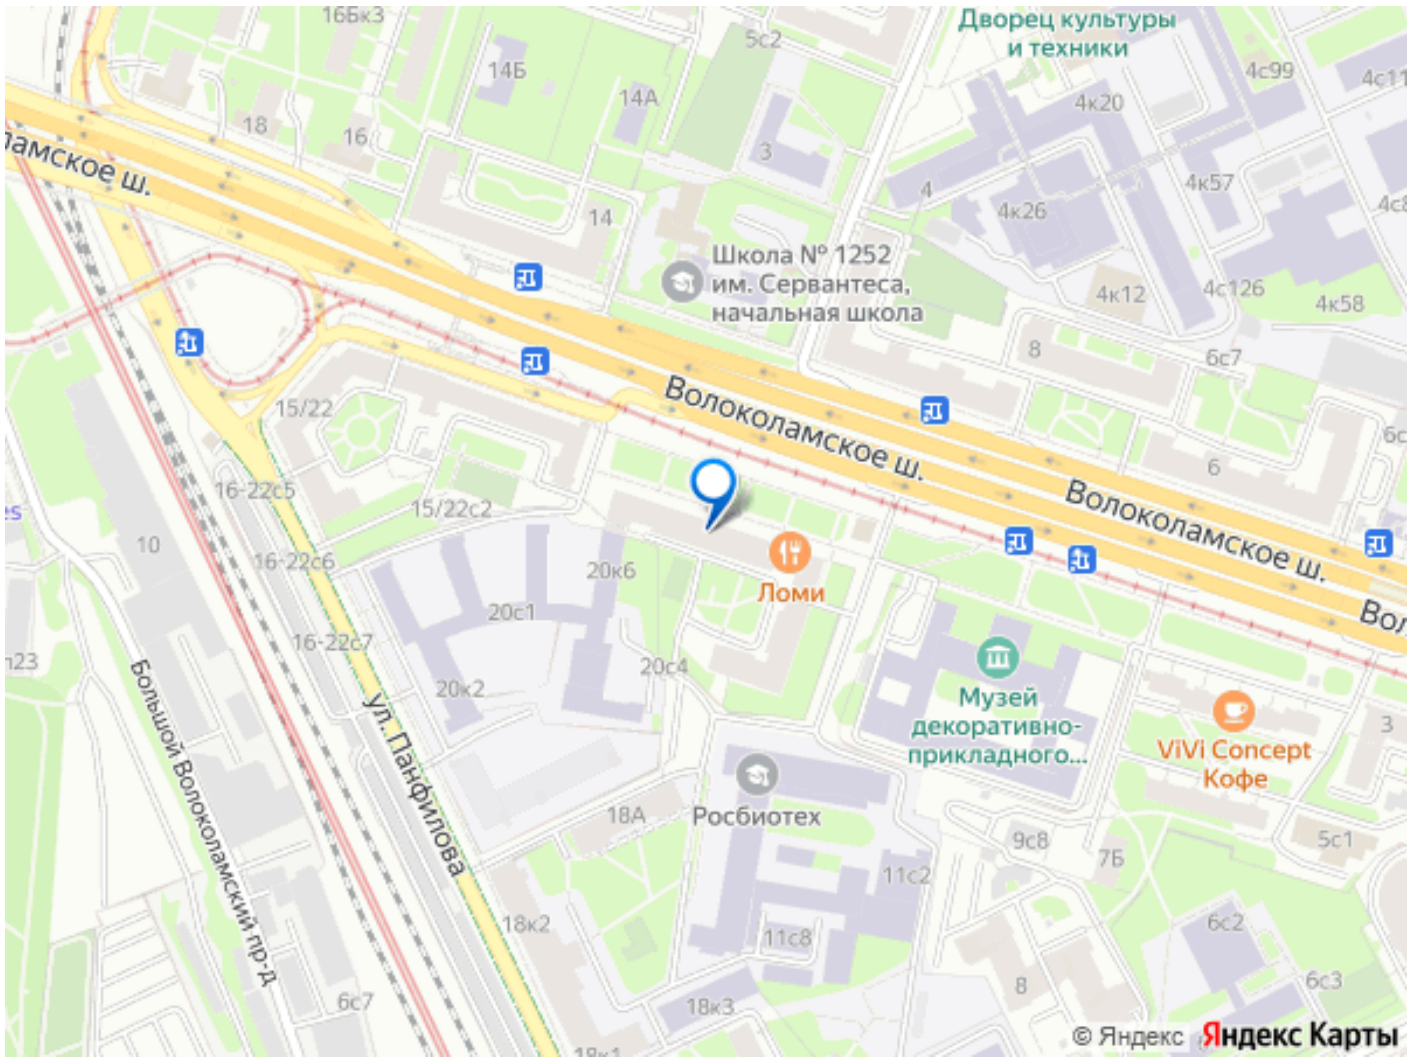 16Бк3
5с2
Дворец культуры
и техники
14Б
14А
4с99
4с11
4к20
18
16
3
ламское ш.
4
4к57
4к26
4с8
14
Школа № 1252
им. Сервантеса,
начальная школа
4к12
4с126
4к58
8
6с7
15/22
Волоколамское ш.
6с
6
16-22с5
15/22с2
Волоколамское ш.
es
10
16-22с6
20к6
Ломи
20с1
Вол
16-22с7
20с4
20к2
п23
Музей
декоративно-
прикладного...
3
ViVi Concept
Кофе
Большой Волоколамский пр-д
ул. Панфилова
18А
Росбиотех
9с8
7Б
5с1
11с2
18к2
11с8
6с2
6с7
18к3
8
6с3
18к1
© Яндекс Яндекс Карты